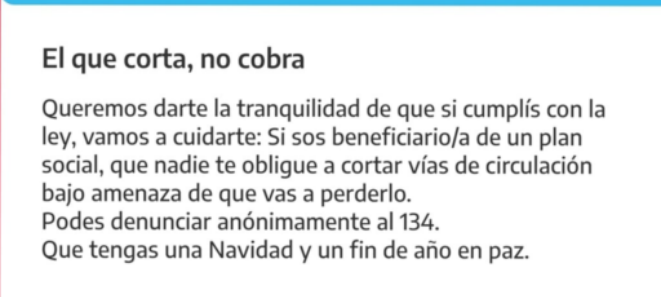 El que corta, no cobra
Queremos darte la tranquilidad de que si cumplís con la
ley, vamos a cuidarte: Si sos beneficiario/a de un plan
social, que nadie te obligue a cortar vías de circulación
bajo amenaza de que vas a perderlo.
Podes denunciar anónimamente al 134.
Que tengas una Navidad y un fin de año en paz.